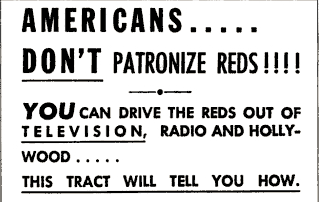 AMERICANS.....
DON'T PATRONIZE REDS!!!!
YOU CAN DRIVE THE REDS OUT OF
TELEVISION, RADIO AND HOLLY-
WOOD.....
THIS TRACT WILL TELL YOU HOW.